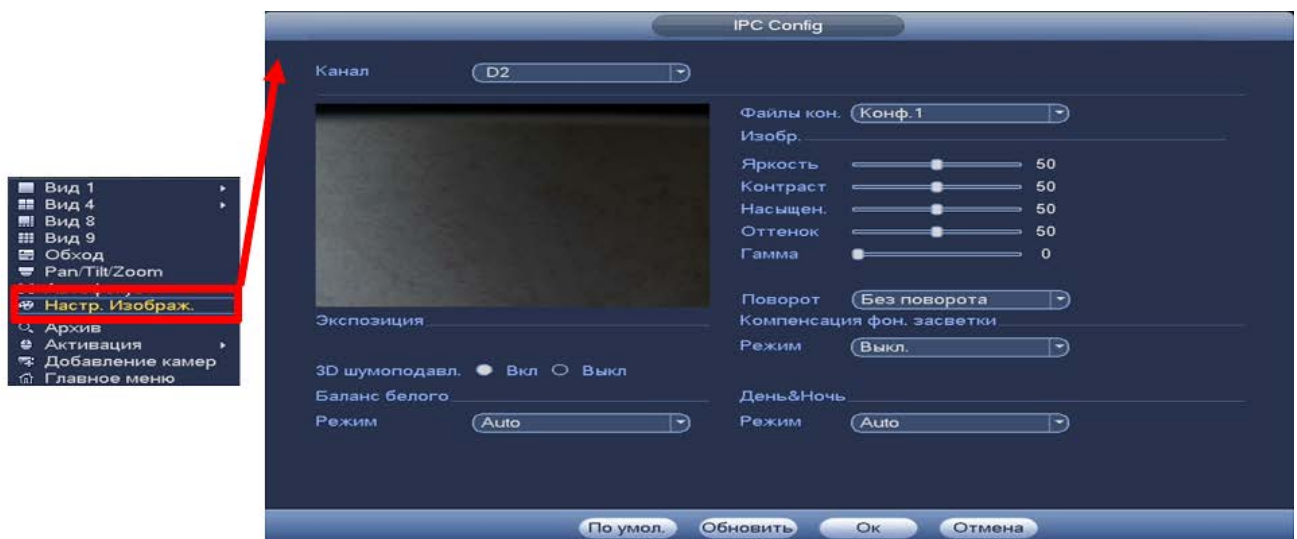 IPC Config
Канал D2
Файлы кон. Конф.1
Изобр.
Яркость 50
Контраст 50
Насыщен. 50
Оттенок 50
Гамма 0
Поворот Без поворота
Экспозиция Компенсация фон. засветки
Режим Выкл.
3D шумоподавл. Вкл Выкл
Баланс белого День&Ночь
Режим Auto Режим Auto
По умол. Обновить Ок Отмена
Вид 1
Вид 4
Вид 8
Вид 9
Обход
Pan/Tilt/Zoom
Настр. Изображ.
Архив
Активация
Добавление камер
Главное меню